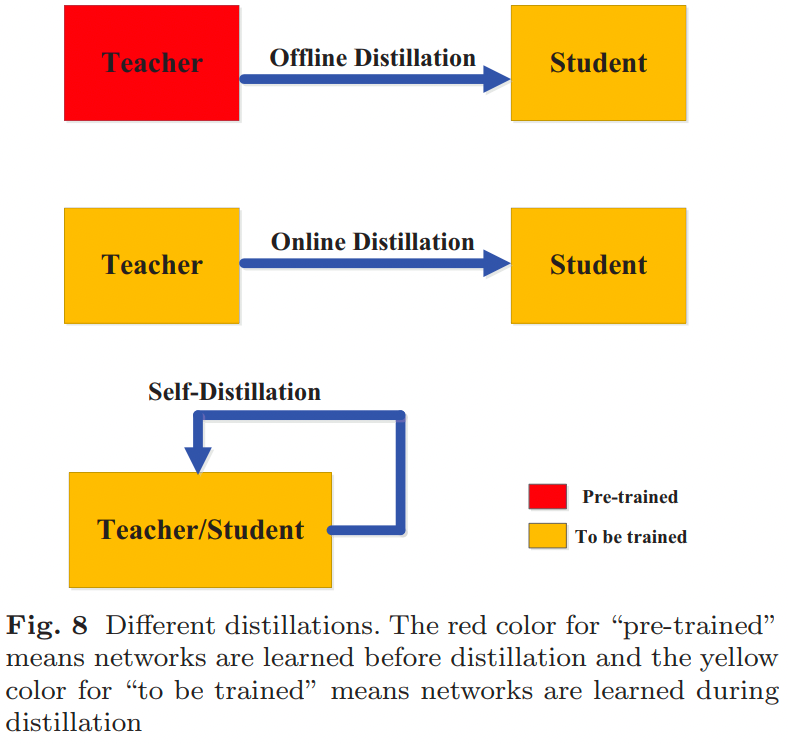 Teacher
Offline Distillation
Student
Teacher
Online Distillation
Student
Self-Distillation
Teacher/Student
Pre-trained
To be trained
Fig. 8 Different distillations. The red color for “pre-trained”
means networks are learned before distillation and the yellow
color for “to be trained” means networks are learned during
distillation